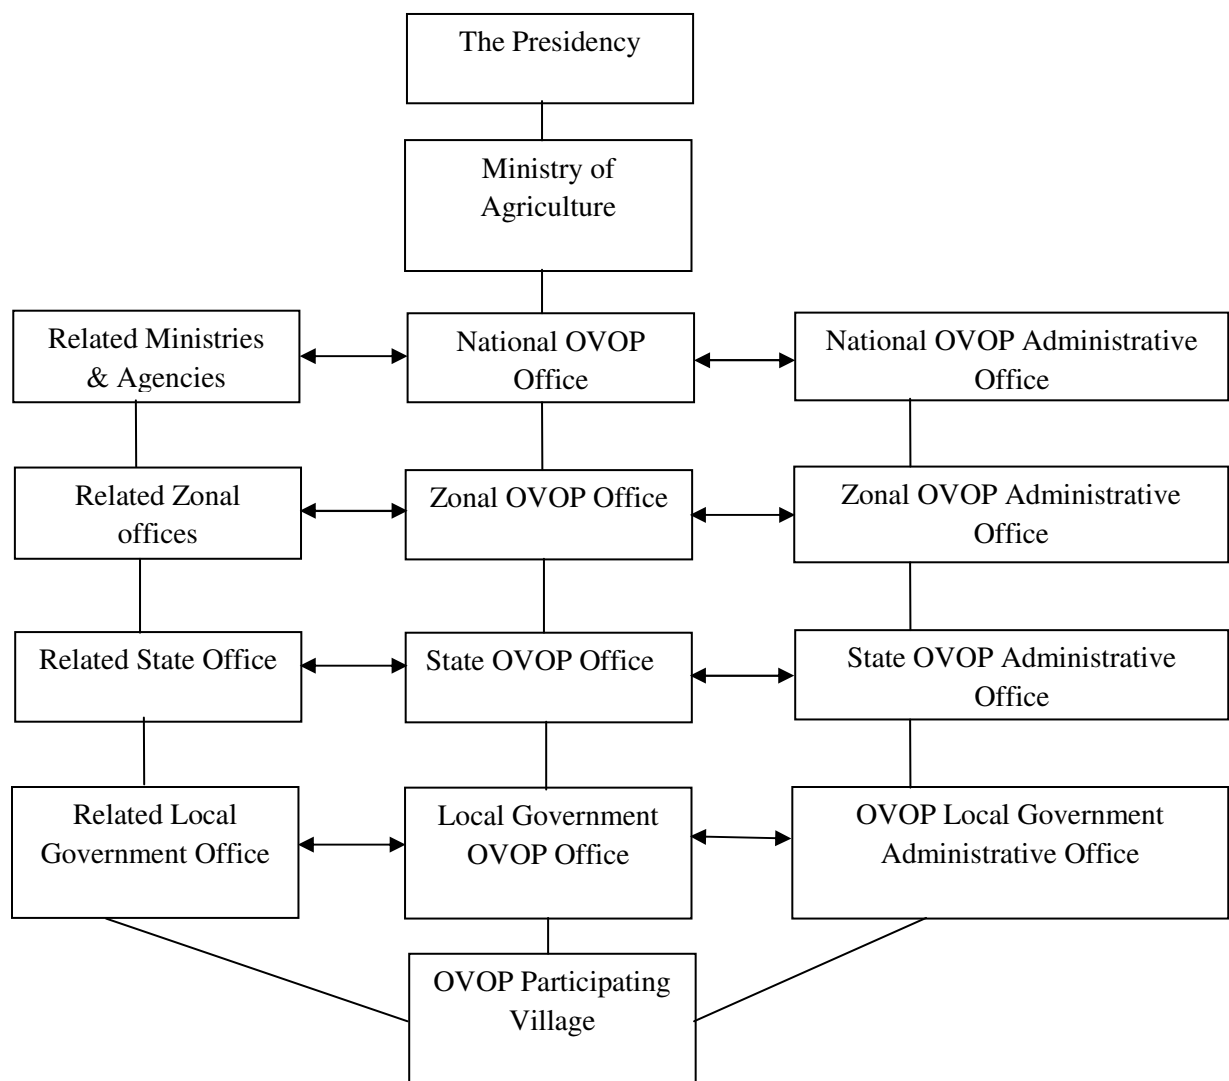 The Presidency
Ministry of
Agriculture
Related Ministries
& Agencies
National OVOP
Office
National OVOP Administrative
Office
Related Zonal
offices
Zonal OVOP Office
Zonal OVOP Administrative
Office
Related State Office
State OVOP Office
State OVOP Administrative
Office
Related Local
Government Office
Local Government
OVOP Office
OVOP Local Government
Administrative Office
OVOP Participating
Village